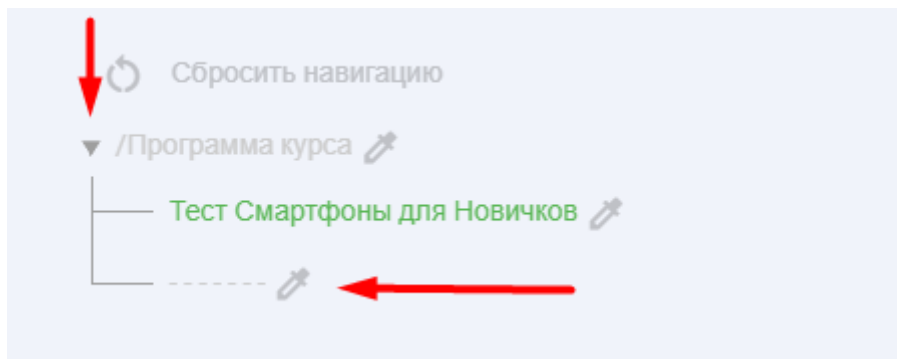 Сбросить навигацию
/Программа курса
Тест Смартфоны для Новичков
-------